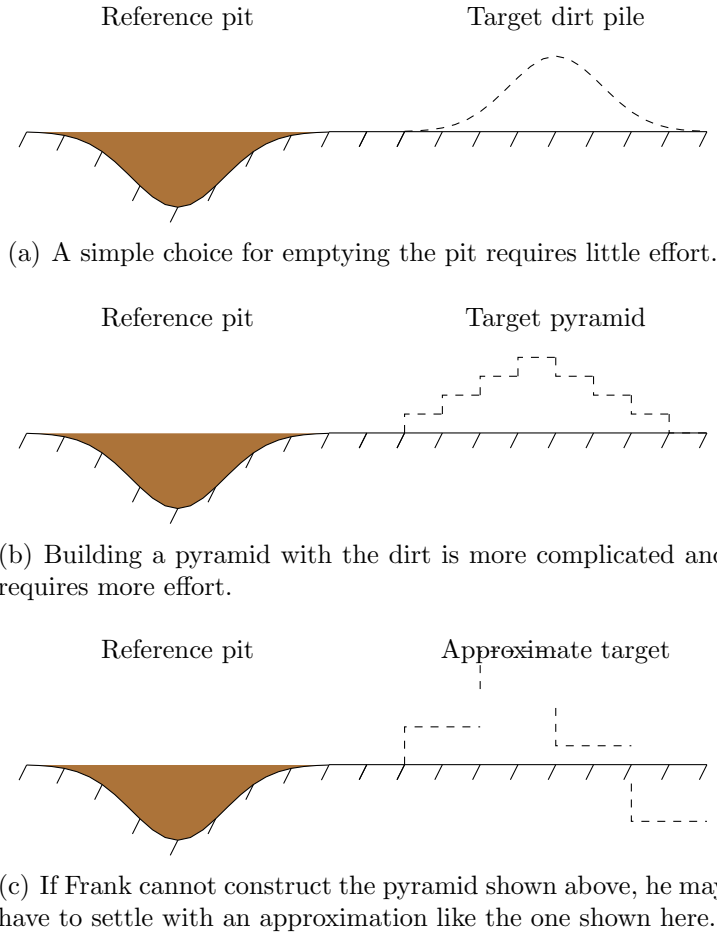 Reference pit Target dirt pile
(a) A simple choice for emptying the pit requires little effort.
Reference pit Target pyramid
(b) Building a pyramid with the dirt is more complicated and
requires more effort.
Reference pit Approximate target
(c) If Frank cannot construct the pyramid shown above, he may
have to settle with an approximation like the one shown here.